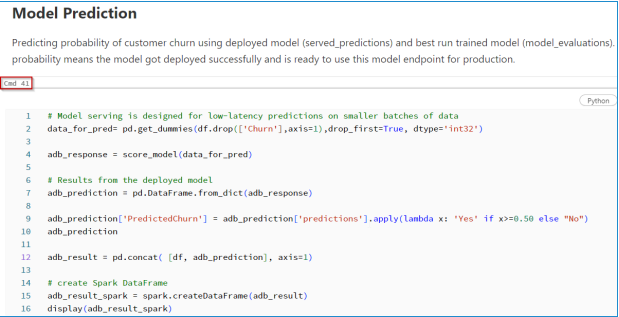 Model Prediction
Predicting probability of customer churn using deployed model (served_predictions) and best run trained model (model_evaluations).
probability means the model got deployed successfully and is ready to use this model endpoint for production.
Cmd 41
Python
1 # Model serving is designed for low-latency predictions on smaller batches of data
2 data_for_pred= pd.get_dummies(df.drop(['Churn'],axis=1),drop_first=True, dtype='int32')
3
4 adb_response = score_model(data_for_pred)
5
6 # Results from the deployed model
7 adb_prediction = pd.DataFrame.from_dict(adb_response)
8
9 adb_prediction['PredictedChurn'] = adb_prediction['predictions'].apply(lambda x: 'Yes' if x>=0.50 else "No")
10 adb_prediction
11
12 adb_result = pd.concat( [df, adb_prediction], axis=1)
13
14 # create Spark DataFrame
15 adb_result_spark = spark.createDataFrame(adb_result)
16 display(adb_result_spark)